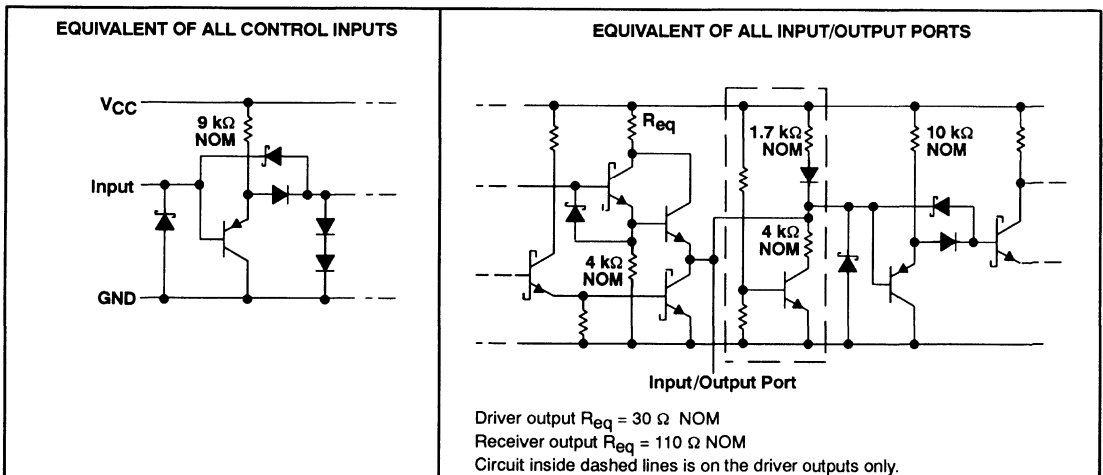 EQUIVALENT OF ALL CONTROL INPUTS
VCC
9 kΩ
NOM
Input
GND
EQUIVALENT OF ALL INPUT/OUTPUT PORTS
Req
1.7 kΩ
NOM
10 kΩ
NOM
4 kΩ
NOM
4 kΩ
NOM
Input/Output Port
Driver output Req = 30 Ω NOM
Receiver output Req = 110 Ω NOM
Circuit inside dashed lines is on the driver outputs only.